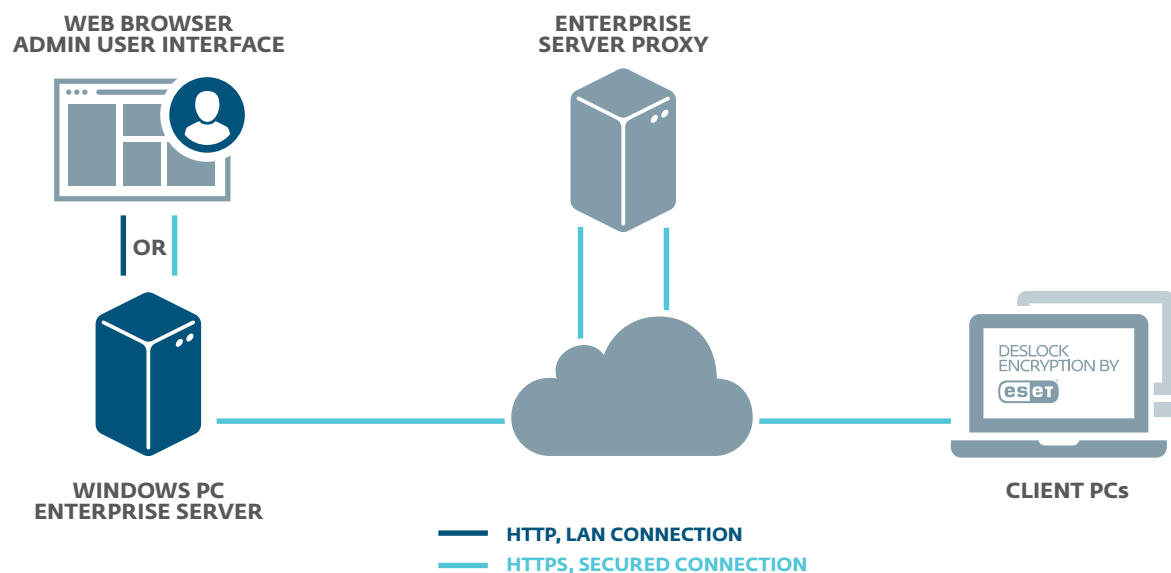 WEB BROWSER
ADMIN USER INTERFACE
ENTERPRISE
SERVER PROXY
OR
DESLOCK
ENCRYPTION BY
eseT
WINDOWS PC
ENTERPRISE SERVER
CLIENT PCs
HTTP, LAN CONNECTION
HTTPS, SECURED CONNECTION